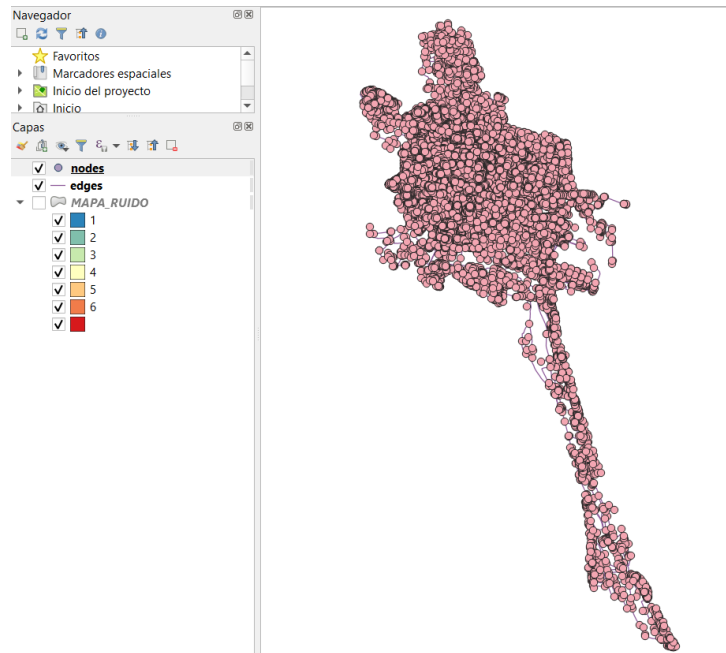 Navegador
Favoritos
Marcadores espaciales
Inicio del proyecto
Inicio
Capas
nodes
edges
MAPA_RUIDO
1
2
3
4
5
6